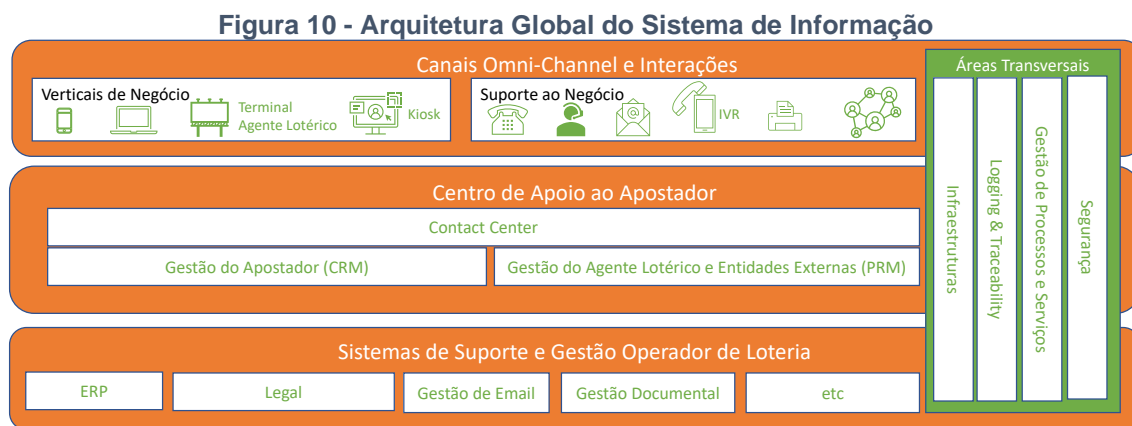 Figura 10 - Arquitetura Global do Sistema de Informação
Canais Omni-Channel e Interações
Verticais de Negócio
Terminal
Agente Lotérico
Kiosk
Suporte ao Negócio
IVR
Centro de Apoio ao Apostador
Contact Center
Gestão do Apostador (CRM)
Gestão do Agente Lotérico e Entidades Externas (PRM)
Sistemas de Suporte e Gestão Operador de Loteria
ERP
Legal
Gestão de Email
Gestão Documental
etc
Áreas Transversais
Infraestruturas
Logging & Traceability
Gestão de Processos e Serviços
Segurança